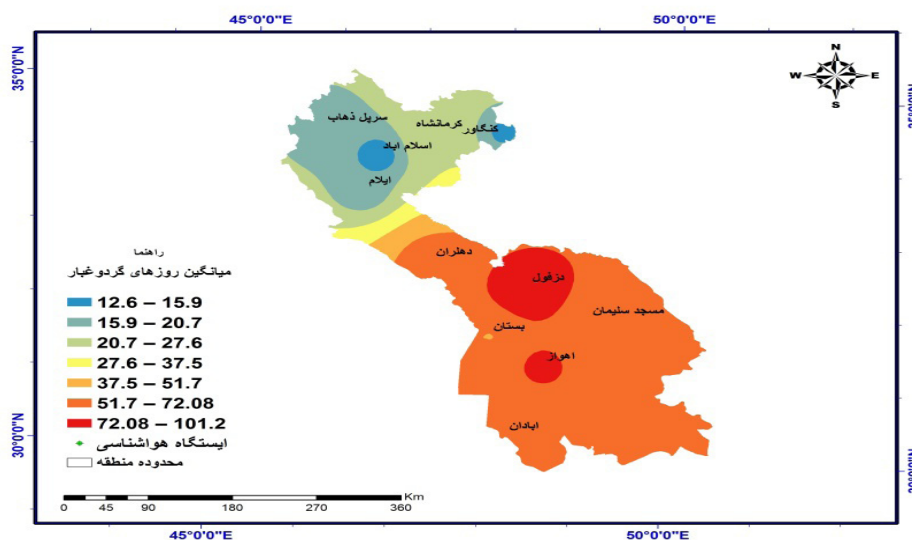 45°0'0"E 50°0'0"E
35°0'0"N
N
W E
S
سرپل ذهاب
کرمانشاه
کنگاور
اسلام اباد
ایلام
دهلران
دزفول
مسجد سلیمان
بستان
اهواز
ابادان
راهنما
میانگین روزهای گردوغبار
12.6 – 15.9
15.9 – 20.7
20.7 – 27.6
27.6 – 37.5
37.5 – 51.7
51.7 – 72.08
72.08 – 101.2
ایستگاه هواشناسی
محدوده منطقه
30°0'0"N
Km
0 45 90 180 270 360
45°0'0"E 50°0'0"E